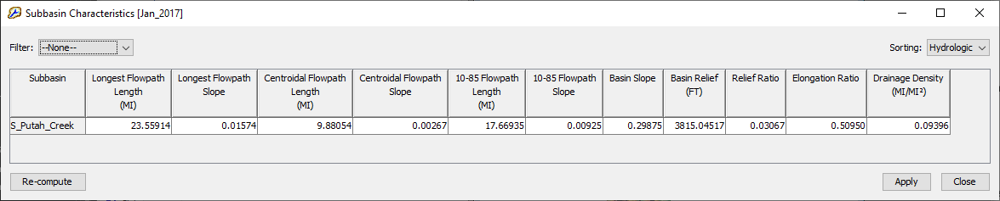 Subbasin Characteristics [Jan_2017]
Filter: --None-- Sorting: Hydrologic
Subbasin Longest Flowpath Longest Flowpath Centroidal Flowpath Centroidal Flowpath 10-85 Flowpath 10-85 Flowpath Basin Slope Basin Relief Relief Ratio Elongation Ratio Drainage Density
Length Slope Length Slope Length Slope (FT) (MI/MI²)
(MI) (MI) (MI)
S_Putah_Creek 23.55914 0.01574 9.88054 0.00267 17.66935 0.00925 0.29875 3815.04517 0.03067 0.50950 0.09396
Re-compute Apply Close